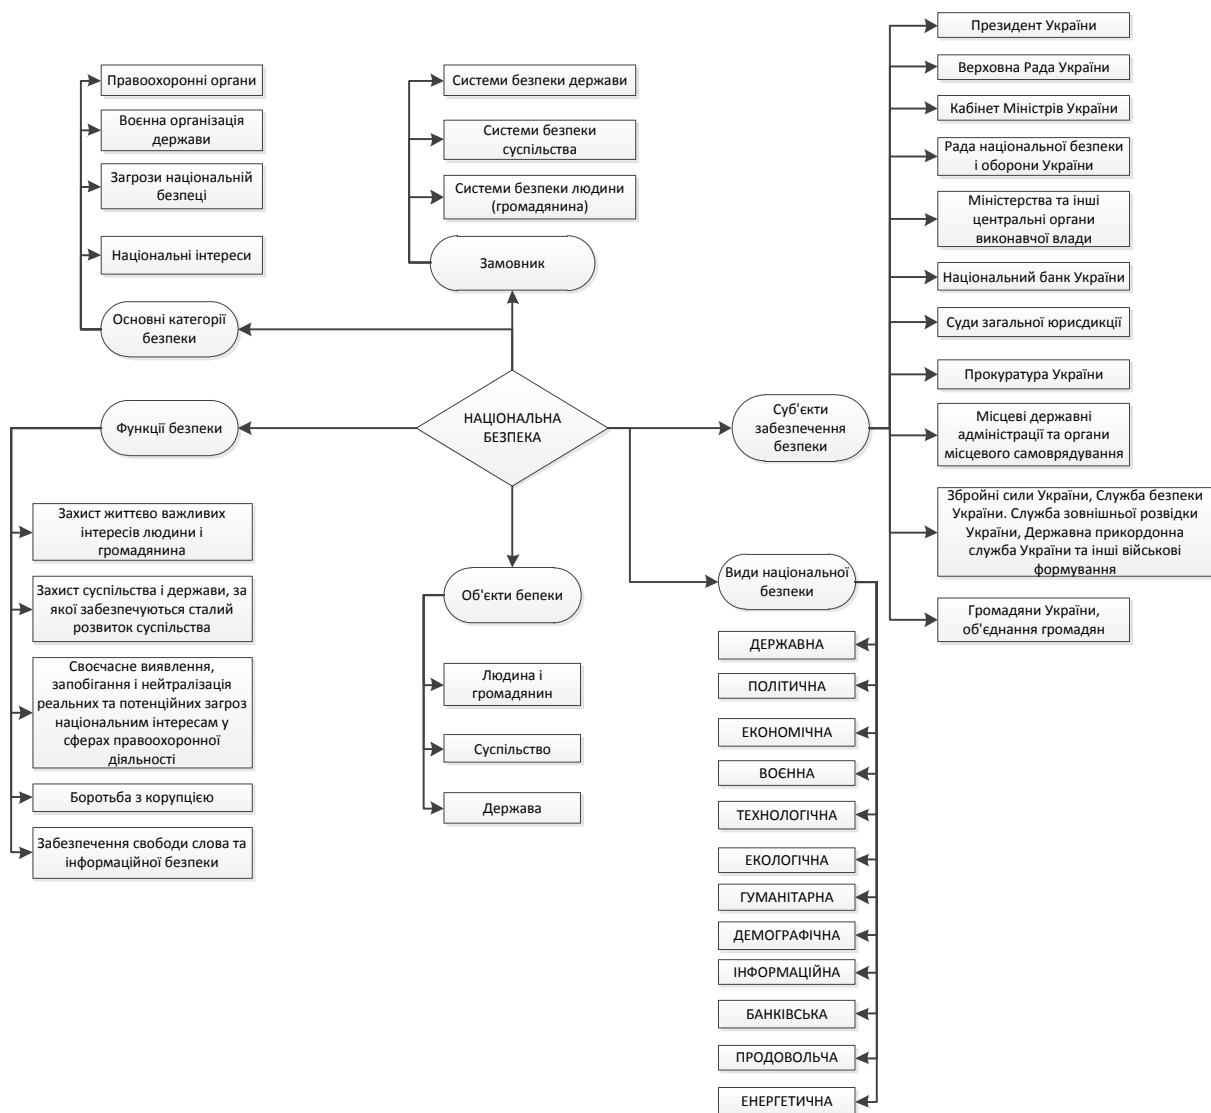 Правоохоронні органи
Воєнна організація
держави
Загрози національній
безпеці
Національні інтереси
Основні категорії
безпеки
Системи безпеки держави
Системи безпеки
суспільства
Системи безпеки людини
(громадянина)
Замовник
Президент України
Верховна Рада України
Кабінет Міністрів України
Рада національної безпеки
і оборони України
Міністерства та інші
центральні органи
виконавчої влади
Національний банк України
Суди загальної юрисдикції
Прокуратура України
Місцеві державні
адміністрації та органи
місцевого самоврядування
Збройні сили України, Служба безпеки
України. Служба зовнішньої розвідки
України, Державна прикордонна
служба України та інші військові
формування
Громадяни України,
об'єднання громадян
Суб'єкти
забезпечення
безпеки
НАЦІОНАЛЬНА
БЕЗПЕКА
Функції безпеки
Захист життєво важливих
інтересів людини і
громадянина
Захист суспільства і держави, за
якої забезпечуються сталий
розвиток суспільства
Своєчасне виявлення,
запобігання і нейтралізація
реальних та потенційних загроз
національним інтересам у
сферах правоохоронної
діяльності
Боротьба з корупцією
Забезпечення свободи слова та
інформаційної безпеки
Об'єкти бепеки
Людина і
громадянин
Суспільство
Держава
Види національної
безпеки
ДЕРЖАВНА
ПОЛІТИЧНА
ЕКОНОМІЧНА
ВОЄННА
ТЕХНОЛОГІЧНА
ЕКОЛОГІЧНА
ГУМАНІТАРНА
ДЕМОГРАФІЧНА
ІНФОРМАЦІЙНА
БАНКІВСЬКА
ПРОДОВОЛЬЧА
ЕНЕРГЕТИЧНА